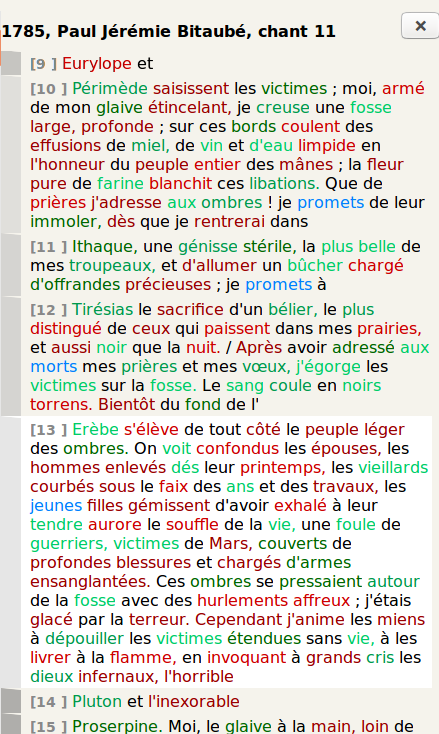 1785, Paul Jérémie Bitaubé, chant 11
×
[9 ] Eurylope et
[10 ] Périmède saisissent les victimes ; moi, armé
de mon glaive étincelant, je creuse une fosse
large, profonde ; sur ces bords coulent des
effusions de miel, de vin et d'eau limpide en
l'honneur du peuple entier des mânes ; la fleur
pure de farine blanchit ces libations. Que de
prières j'adresse aux ombres ! je promets de leur
immoler, dès que je rentrerai dans
[11 ] Ithaque, une génisse stérile, la plus belle de
mes troupeaux, et d'allumer un bûcher chargé
d'offrandes précieuses ; je promets à
[12 ] Tirésias le sacrifice d'un bélier, le plus
distingué de ceux qui paissent dans mes prairies,
et aussi noir que la nuit. / Après avoir adressé aux
morts mes prières et mes vœux, j'égorge les
victimes sur la fosse. Le sang coule en noirs
torrens. Bientôt du fond de l'
[13 ] Erèbe s'élève de tout côté le peuple léger
des ombres. On voit confondus les épouses, les
hommes enlevés dés leur printemps, les vieillards
courbés sous le faix des ans et des travaux, les
jeunes filles gémissent d'avoir exhalé à leur
tendre aurore le souffle de la vie, une foule de
guerriers, victimes de Mars, couverts de
profondes blessures et chargés d'armes
ensanglantées. Ces ombres se pressaient autour
de la fosse avec des hurlements affreux ; j'étais
glacé par la terreur. Cependant j'anime les miens
à dépouiller les victimes étendues sans vie, à les
livrer à la flamme, en invoquant à grands cris les
dieux infernaux, l'horrible
[14 ] Pluton et l'inexorable
[15 ] Proserpine. Moi, le glaive à la main, loin de